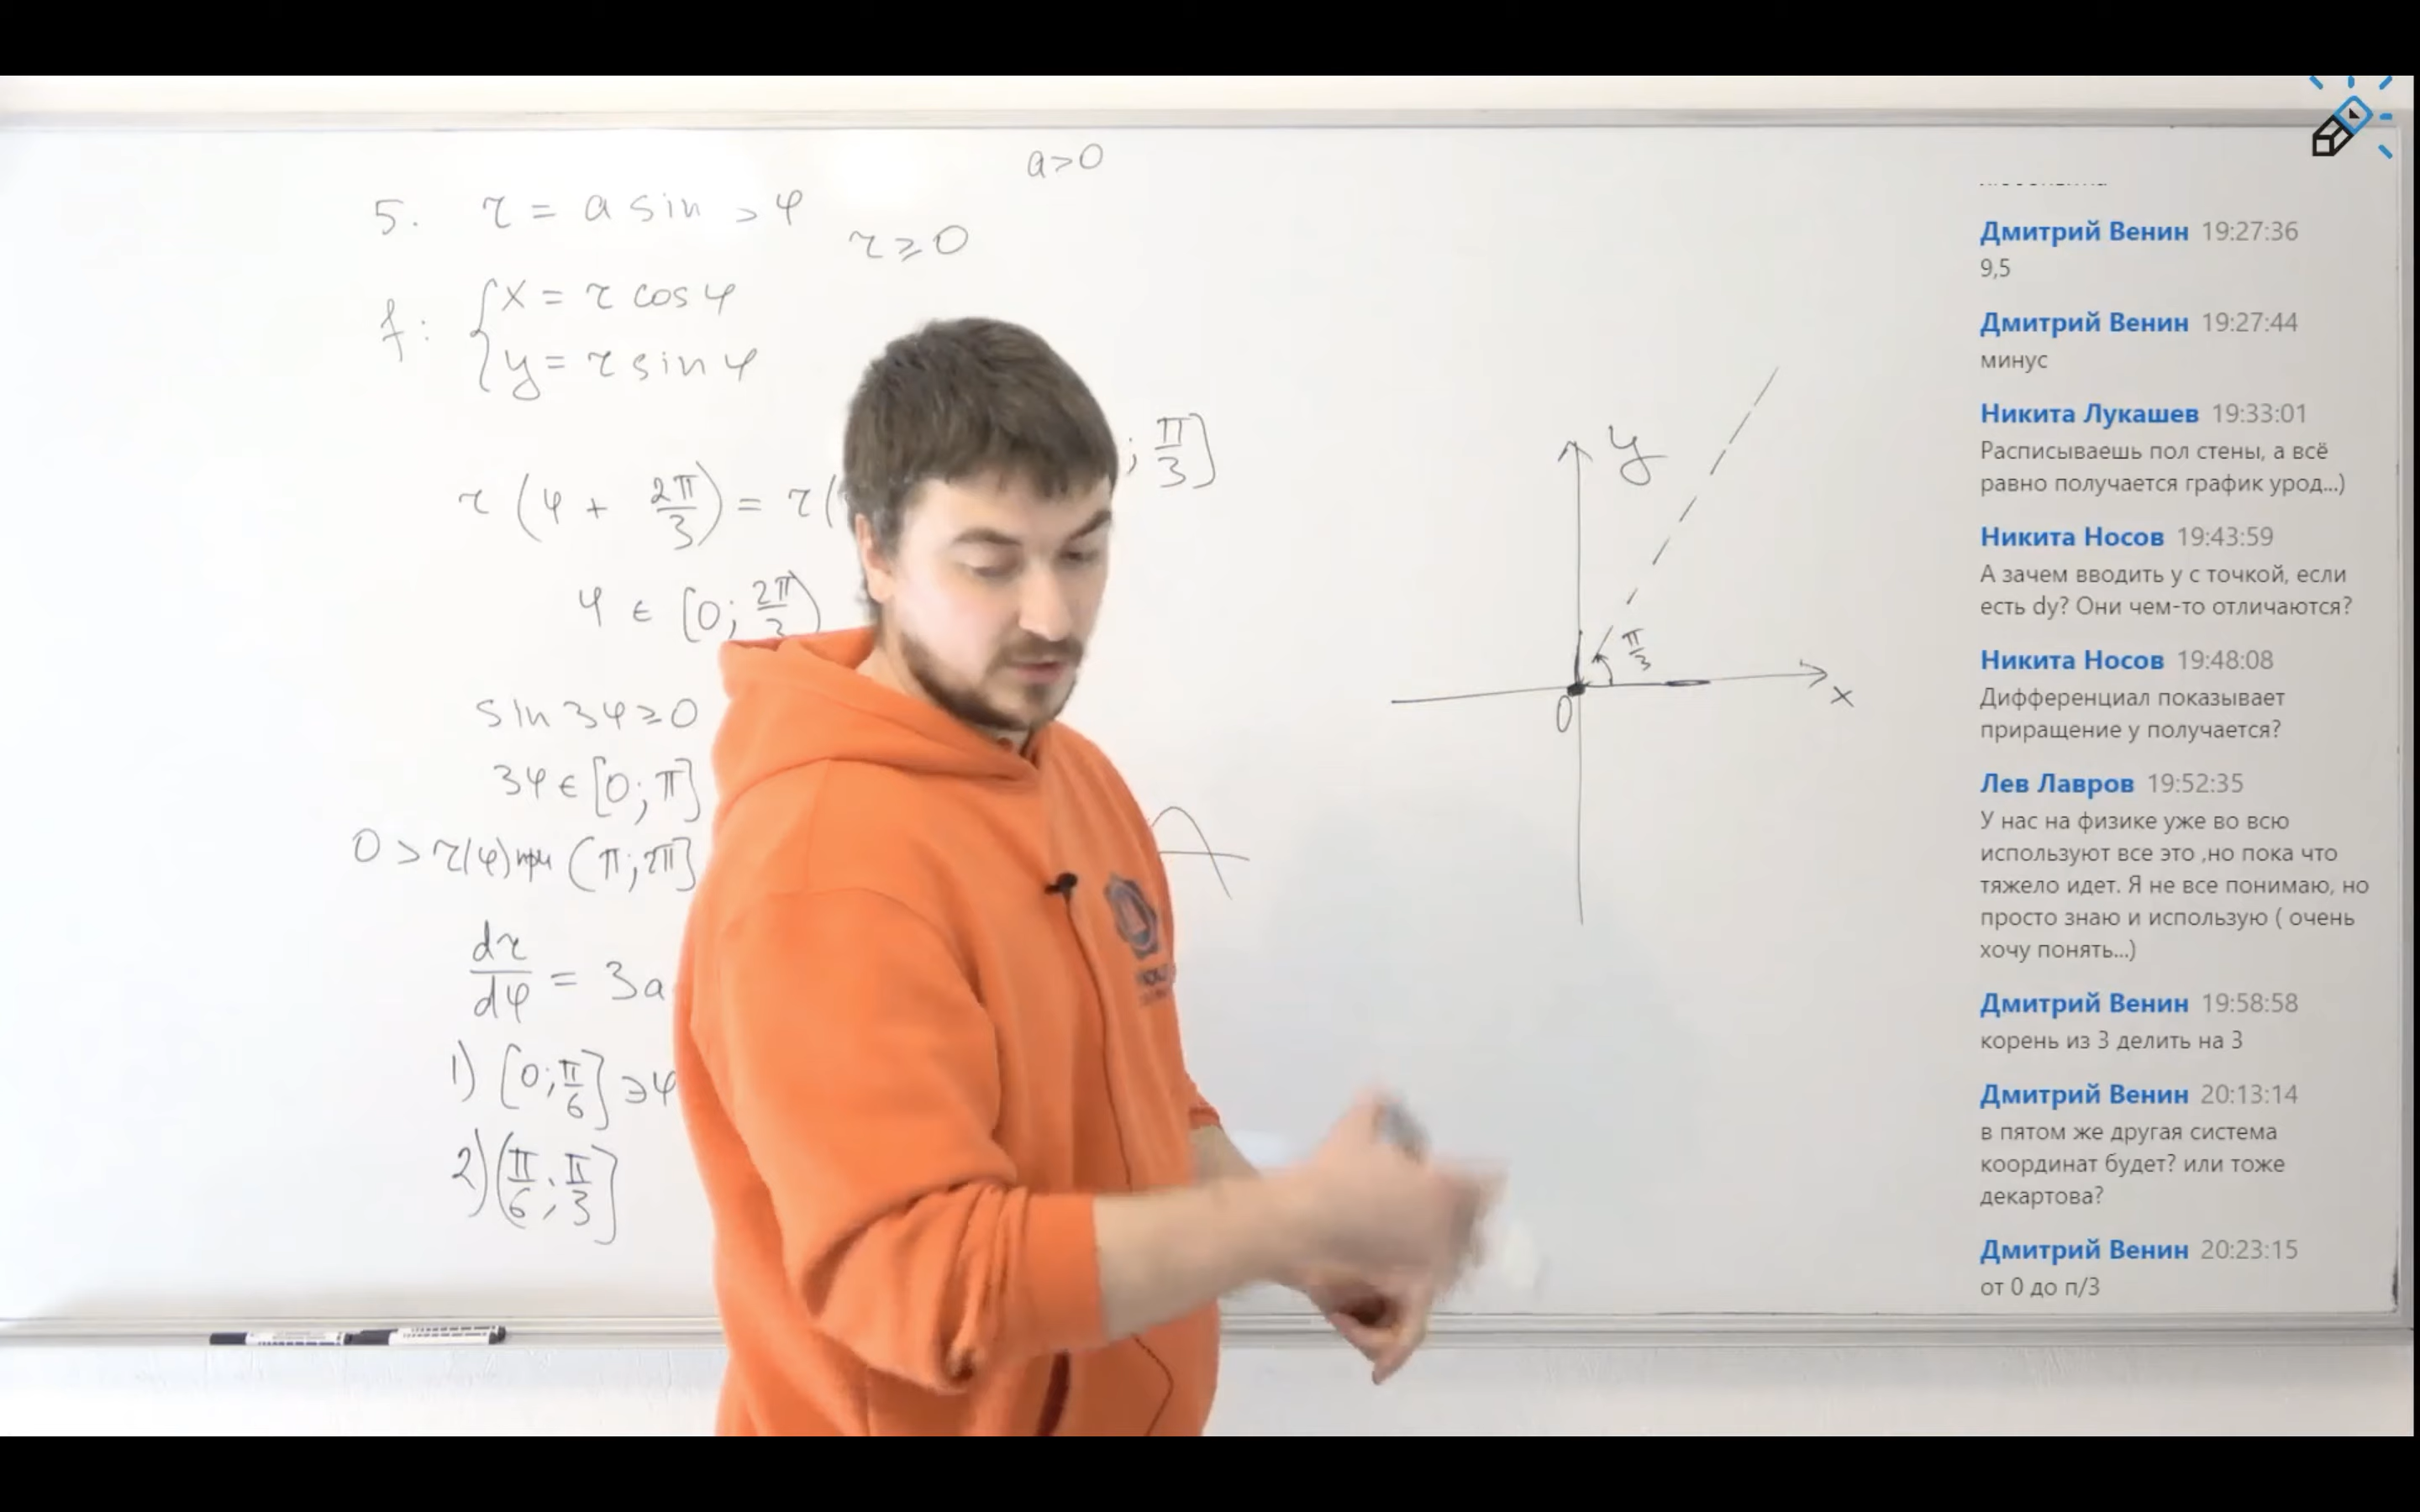 a>0
5. r = a sin 3φ
r ≥ 0
f: { x = r cos φ
y = r sin φ
; π/3]
r (φ + 2π/3) = r(
φ ∈ [0; 2π/3)
sin 3φ ≥ 0
3φ ∈ [0; π]
0 > r(φ) при (π; 2π]
dr/dφ = 3a
1) [0; π/6] ∋ φ
2) (π/6; π/3]
y
π/3
0
x
Дмитрий Венин 19:27:36
9,5
Дмитрий Венин 19:27:44
минус
Никита Лукашев 19:33:01
Расписываешь пол стены, а всё
равно получается график урод...)
Никита Носов 19:43:59
А зачем вводить у с точкой, если
есть dy? Они чем-то отличаются?
Никита Носов 19:48:08
Дифференциал показывает
приращение у получается?
Лев Лавров 19:52:35
У нас на физике уже во всю
используют все это ,но пока что
тяжело идет. Я не все понимаю, но
просто знаю и использую ( очень
хочу понять...)
Дмитрий Венин 19:58:58
корень из 3 делить на 3
Дмитрий Венин 20:13:14
в пятом же другая система
координат будет? или тоже
декартова?
Дмитрий Венин 20:23:15
от 0 до п/3